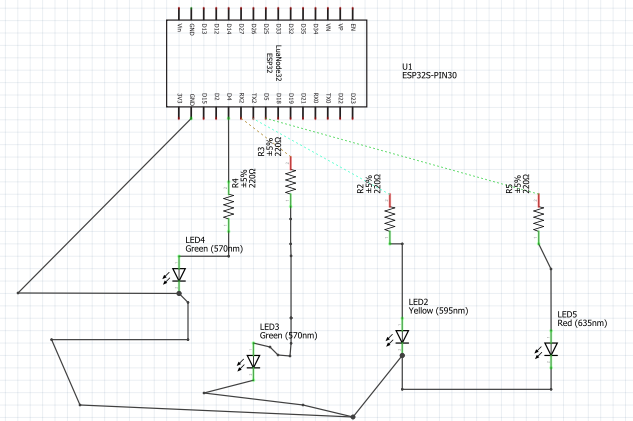 Vin
GND
D13
D12
D14
D27
D26
D25
D33
D32
D35
D34
VN
VP
EN
LuaNode32
ESP32
3V3
GND
D15
D2
D4
RX2
TX2
D5
D18
D19
D21
RX0
TX0
D22
D23
U1
ESP32S-PIN30
R3
±5%
220Ω
R4
±5%
220Ω
R2
±5%
220Ω
R5
±5%
220Ω
LED4
Green (570nm)
LED3
Green (570nm)
LED2
Yellow (595nm)
LED5
Red (635nm)